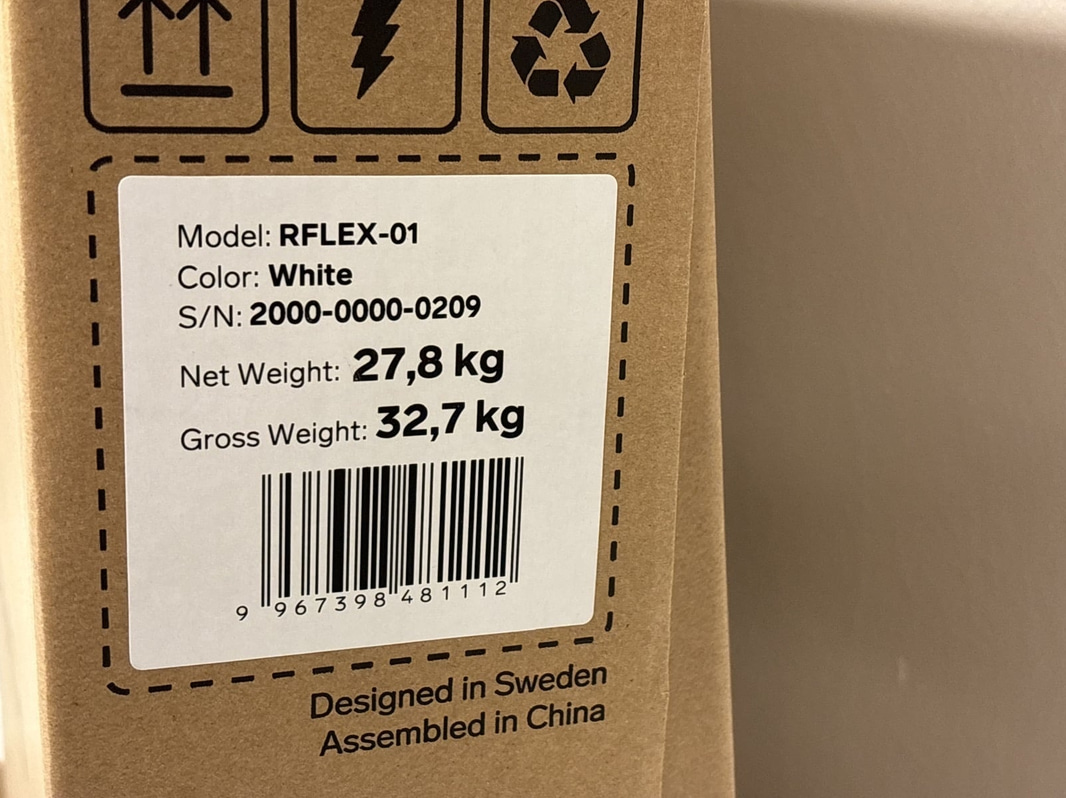 Model: RFLEX-01
Color: White
S/N: 2000-0000-0209
Net Weight: 27,8 kg
Gross Weight: 32,7 kg
9 967398 481112
Designed in Sweden
Assembled in China